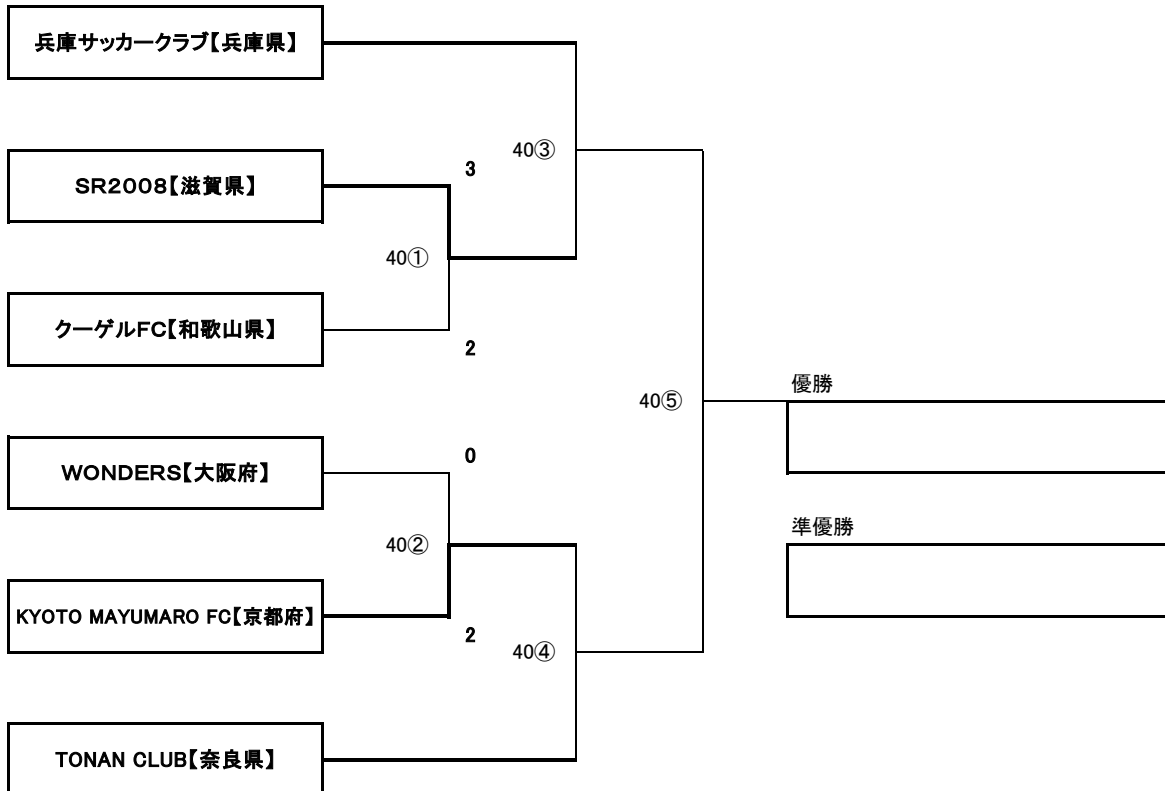 兵庫サッカークラブ【兵庫県】
40③
3
SR2008【滋賀県】
40①
クーゲルFC【和歌山県】
2
優勝
40⑤
0
WONDERS【大阪府】
準優勝
40②
KYOTO MAYUMARO FC【京都府】
2
40④
TONAN CLUB【奈良県】